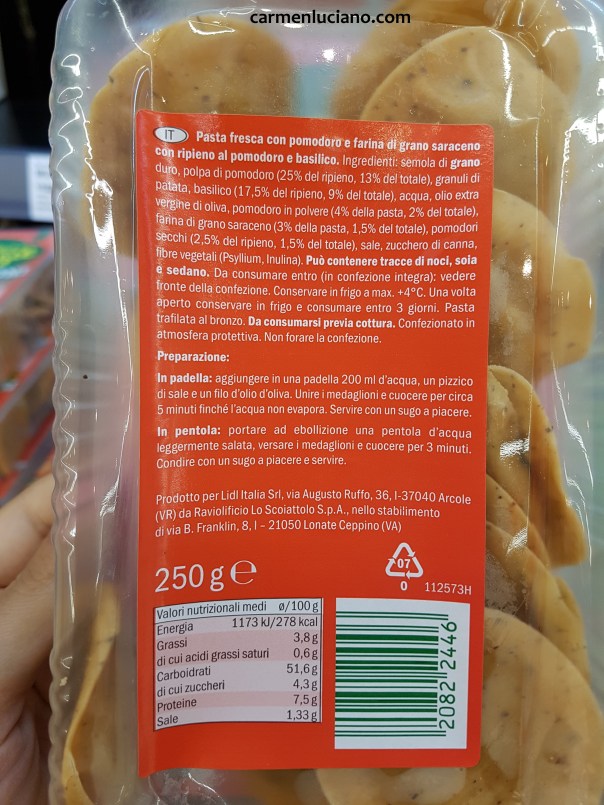 carmenluciano.com
IT Pasta fresca con pomodoro e farina di grano saraceno
con ripieno al pomodoro e basilico. Ingredienti: semola di grano
duro, polpa di pomodoro (25% del ripieno, 13% del totale), granuli di
patata, basilico (17,5% del ripieno, 9% del totale), acqua, olio extra
vergine di oliva, pomodoro in polvere (4% della pasta, 2% del totale),
farina di grano saraceno (3% della pasta, 1,5% del totale), pomodori
secchi (2,5% del ripieno, 1,5% del totale), sale, zucchero di canna,
fibre vegetali (Psyllium, Inulina). Può contenere tracce di noci, soia
e sedano. Da consumare entro (in confezione integra): vedere
fronte della confezione. Conservare in frigo a max. +4°C. Una volta
aperto conservare in frigo e consumare entro 3 giorni. Pasta
trafilata al bronzo. Da consumarsi previa cottura. Confezionato in
atmosfera protettiva. Non forare la confezione.
Preparazione:
In padella: aggiungere in una padella 200 ml d'acqua, un pizzico
di sale e un filo d'olio d'oliva. Unire i medaglioni e cuocere per circa
5 minuti finché l'acqua non evapora. Servire con un sugo a piacere.
In pentola: portare ad ebollizione una pentola d'acqua
leggermente salata, versare i medaglioni e cuocere per 3 minuti.
Condire con un sugo a piacere e servire.
Prodotto per Lidl Italia Srl, via Augusto Ruffo, 36, I-37040 Arcole
(VR) da Raviolificio Lo Scoiattolo S.p.A., nello stabilimento
di via B. Franklin, 8, I - 21050 Lonate Ceppino (VA)
250 g e
07
0 112573H
Valori nutrizionali medi ø/100 g
Energia 1173 kJ/278 kcal
Grassi 3,8 g
di cui acidi grassi saturi 0,6 g
Carboidrati 51,6 g
di cui zuccheri 4,3 g
Proteine 7,5 g
Sale 1,33 g
2082 2446